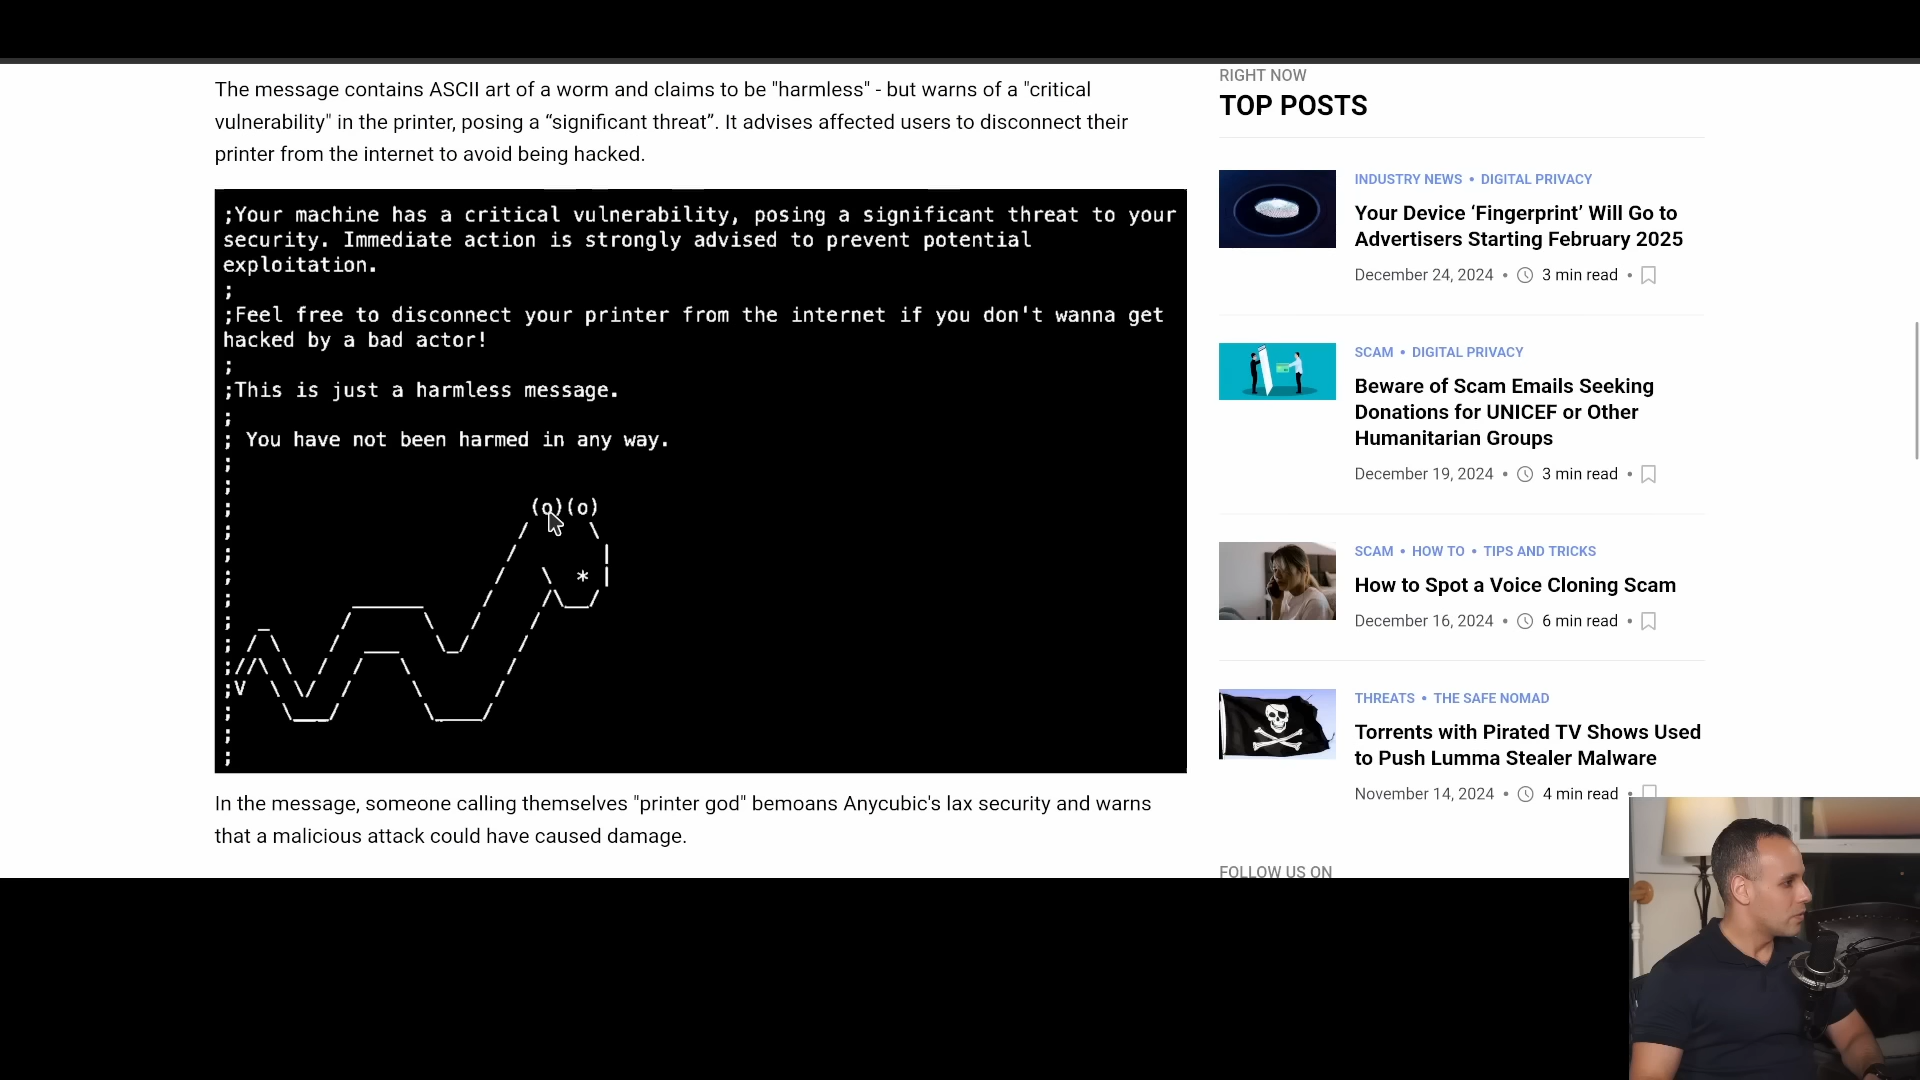 The message contains ASCII art of a worm and claims to be "harmless" - but warns of a "critical
vulnerability" in the printer, posing a “significant threat”. It advises affected users to disconnect their
printer from the internet to avoid being hacked.
;Your machine has a critical vulnerability, posing a significant threat to your
security. Immediate action is strongly advised to prevent potential
exploitation.
;
;Feel free to disconnect your printer from the internet if you don't wanna get
hacked by a bad actor!
;
;This is just a harmless message.
;
; You have not been harmed in any way.
In the message, someone calling themselves "printer god" bemoans Anycubic's lax security and warns
that a malicious attack could have caused damage.
RIGHT NOW
TOP POSTS
INDUSTRY NEWS • DIGITAL PRIVACY
Your Device ‘Fingerprint’ Will Go to
Advertisers Starting February 2025
December 24, 2024 • 3 min read •
SCAM • DIGITAL PRIVACY
Beware of Scam Emails Seeking
Donations for UNICEF or Other
Humanitarian Groups
December 19, 2024 • 3 min read •
SCAM • HOW TO • TIPS AND TRICKS
How to Spot a Voice Cloning Scam
December 16, 2024 • 6 min read •
THREATS • THE SAFE NOMAD
Torrents with Pirated TV Shows Used
to Push Lumma Stealer Malware
November 14, 2024 • 4 min read •
FOLLOW US ON